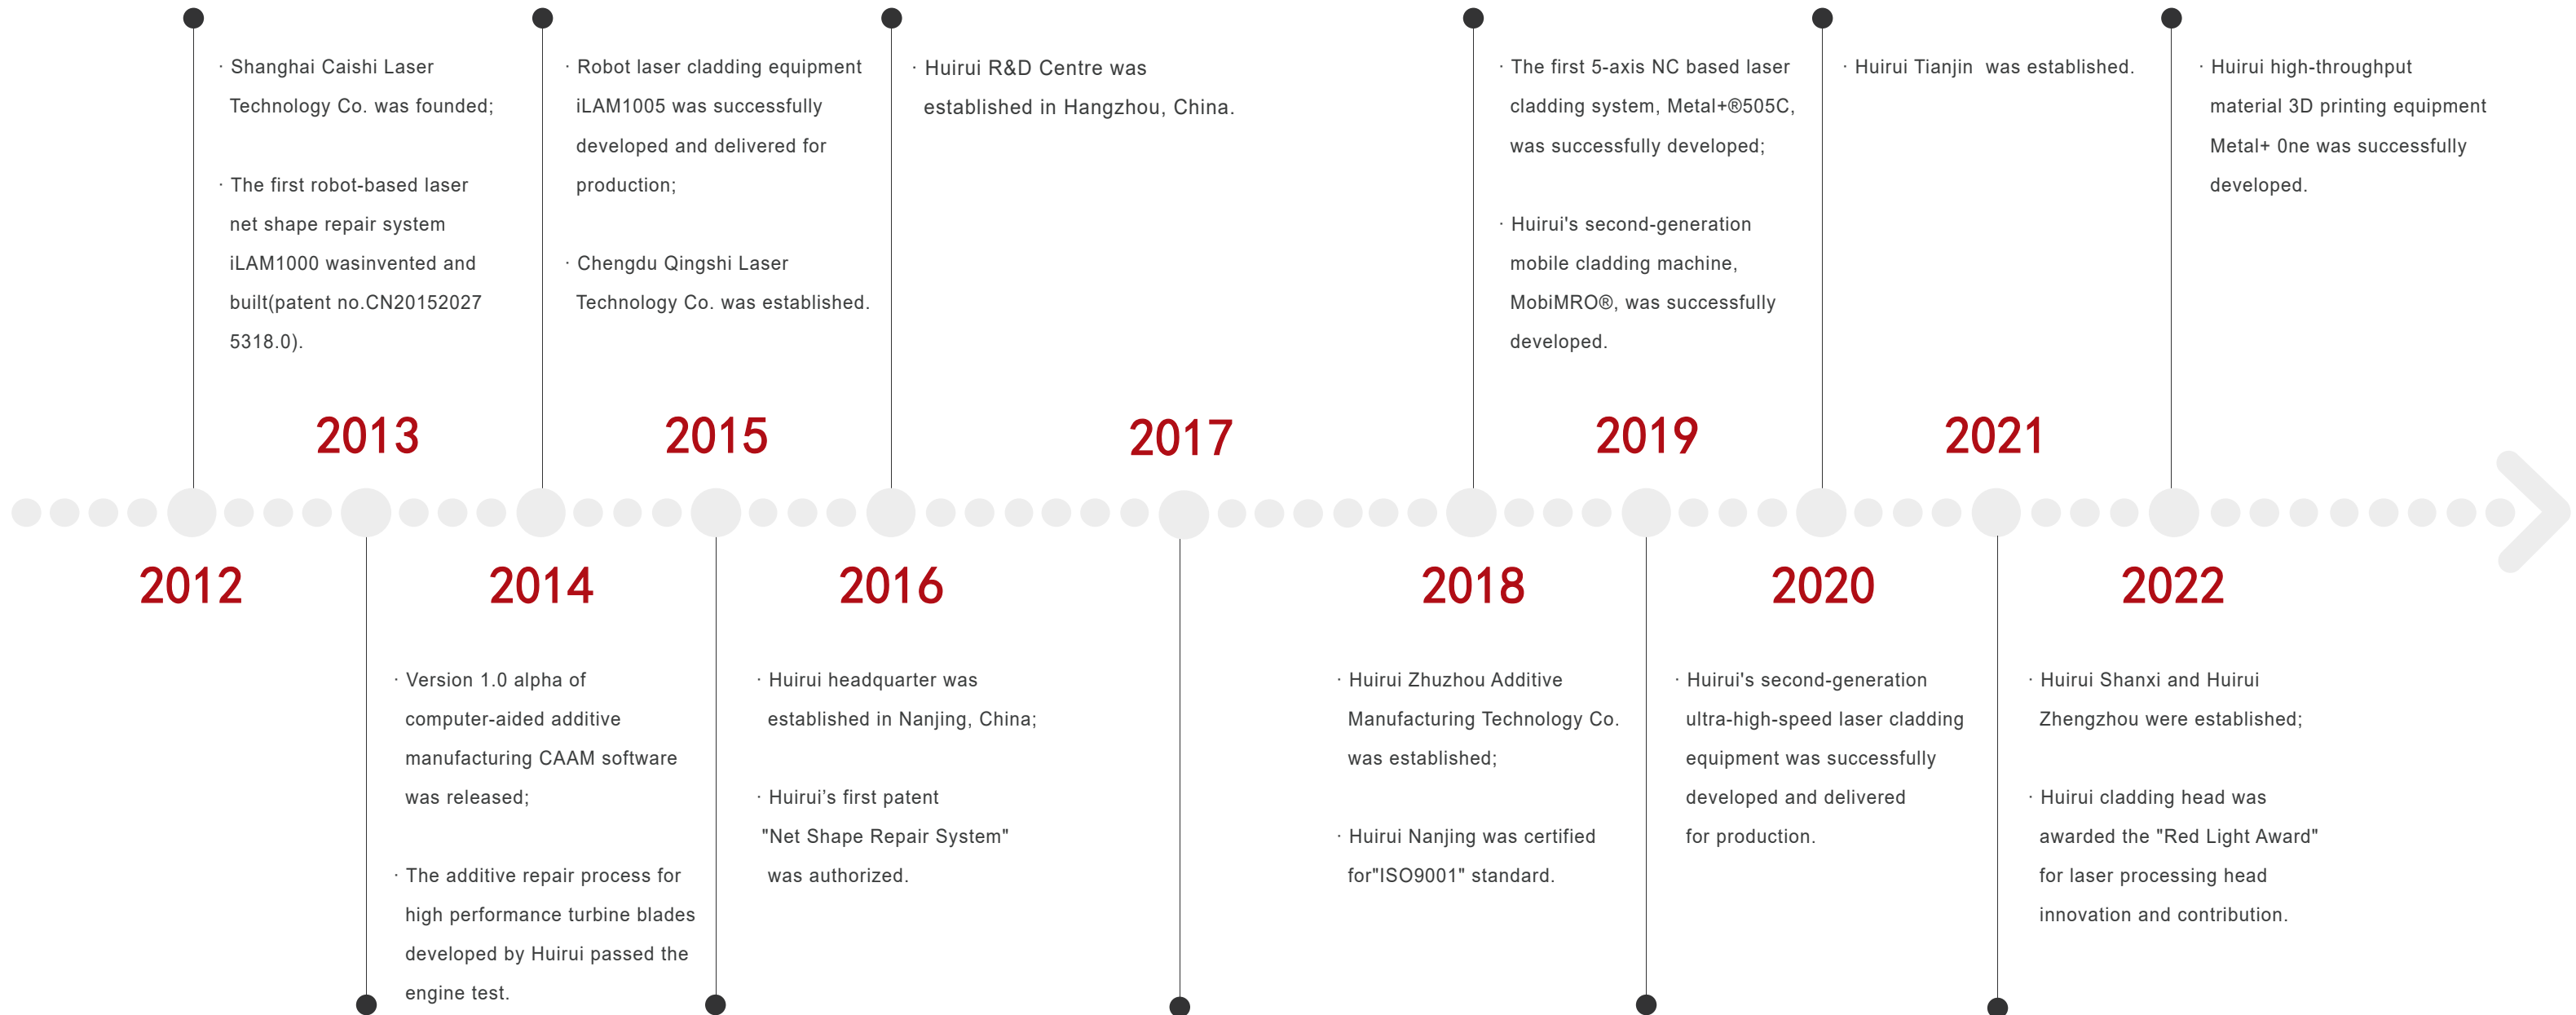 · Shanghai Caishi Laser
Technology Co. was founded;
· The first robot-based laser
net shape repair system
iLAM1000 wasinvented and
built(patent no.CN20152027
5318.0).
· Robot laser cladding equipment
iLAM1005 was successfully
developed and delivered for
production;
· Chengdu Qingshi Laser
Technology Co. was established.
· Huirui R&D Centre was
established in Hangzhou, China.
· The first 5-axis NC based laser
cladding system, Metal+®505C,
was successfully developed;
· Huirui's second-generation
mobile cladding machine,
MobiMRO®, was successfully
developed.
· Huirui Tianjin  was established.
· Huirui high-throughput
material 3D printing equipment
Metal+ 0ne was successfully
developed.
2013
2015
2017
2019
2021
2012
2014
2016
2018
2020
2022
· Version 1.0 alpha of
computer-aided additive
manufacturing CAAM software
was released;
· The additive repair process for
high performance turbine blades
developed by Huirui passed the
engine test.
· Huirui headquarter was
established in Nanjing, China;
· Huirui’s first patent
"Net Shape Repair System"
was authorized.
· Huirui Zhuzhou Additive
Manufacturing Technology Co.
was established;
· Huirui Nanjing was certified
for"ISO9001" standard.
· Huirui's second-generation
ultra-high-speed laser cladding
equipment was successfully
developed and delivered
for production.
· Huirui Shanxi and Huirui
Zhengzhou were established;
· Huirui cladding head was
awarded the "Red Light Award"
for laser processing head
innovation and contribution.